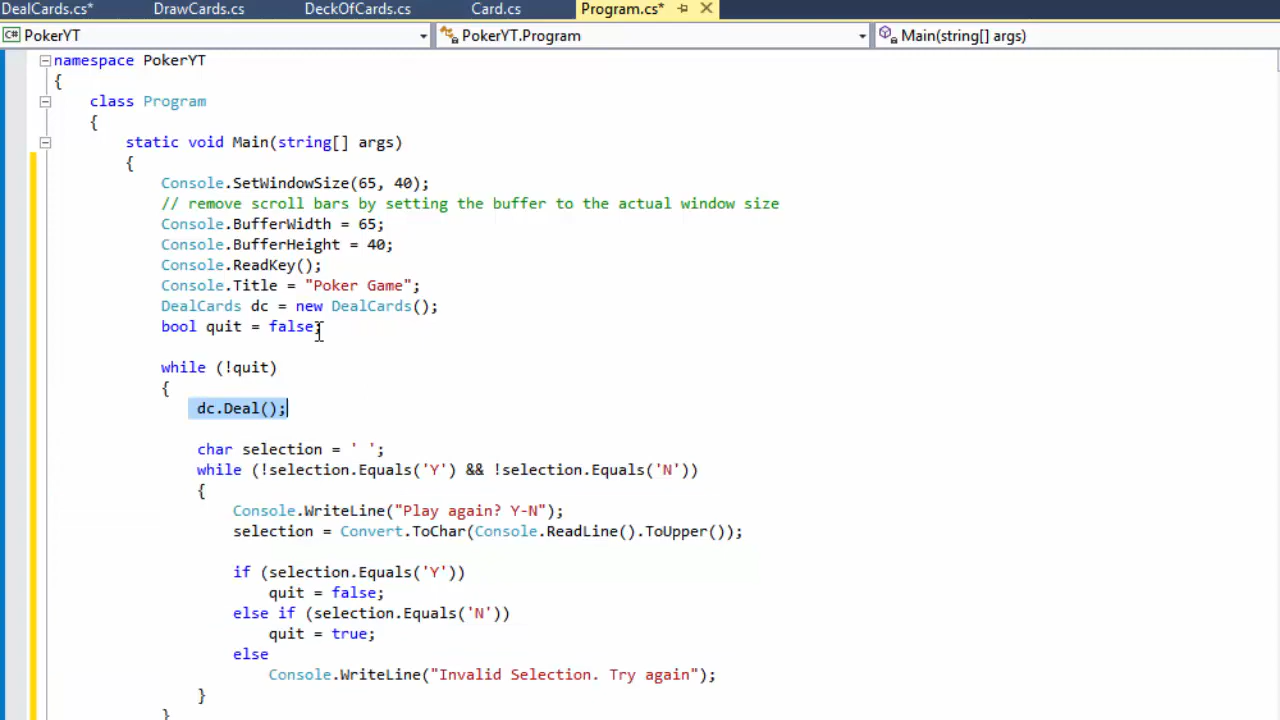 DealCards.cs* DrawCards.cs DeckOfCards.cs Card.cs Program.cs*
C# PokerYT PokerYT.Program Main(string[] args)
namespace PokerYT
{
class Program
{
static void Main(string[] args)
{
Console.SetWindowSize(65, 40);
// remove scroll bars by setting the buffer to the actual window size
Console.BufferWidth = 65;
Console.BufferHeight = 40;
Console.ReadKey();
Console.Title = "Poker Game";
DealCards dc = new DealCards();
bool quit = false;
while (!quit)
{
dc.Deal();
char selection = ' ';
while (!selection.Equals('Y') && !selection.Equals('N'))
{
Console.WriteLine("Play again? Y-N");
selection = Convert.ToChar(Console.ReadLine().ToUpper());
if (selection.Equals('Y'))
quit = false;
else if (selection.Equals('N'))
quit = true;
else
Console.WriteLine("Invalid Selection. Try again");
}
}